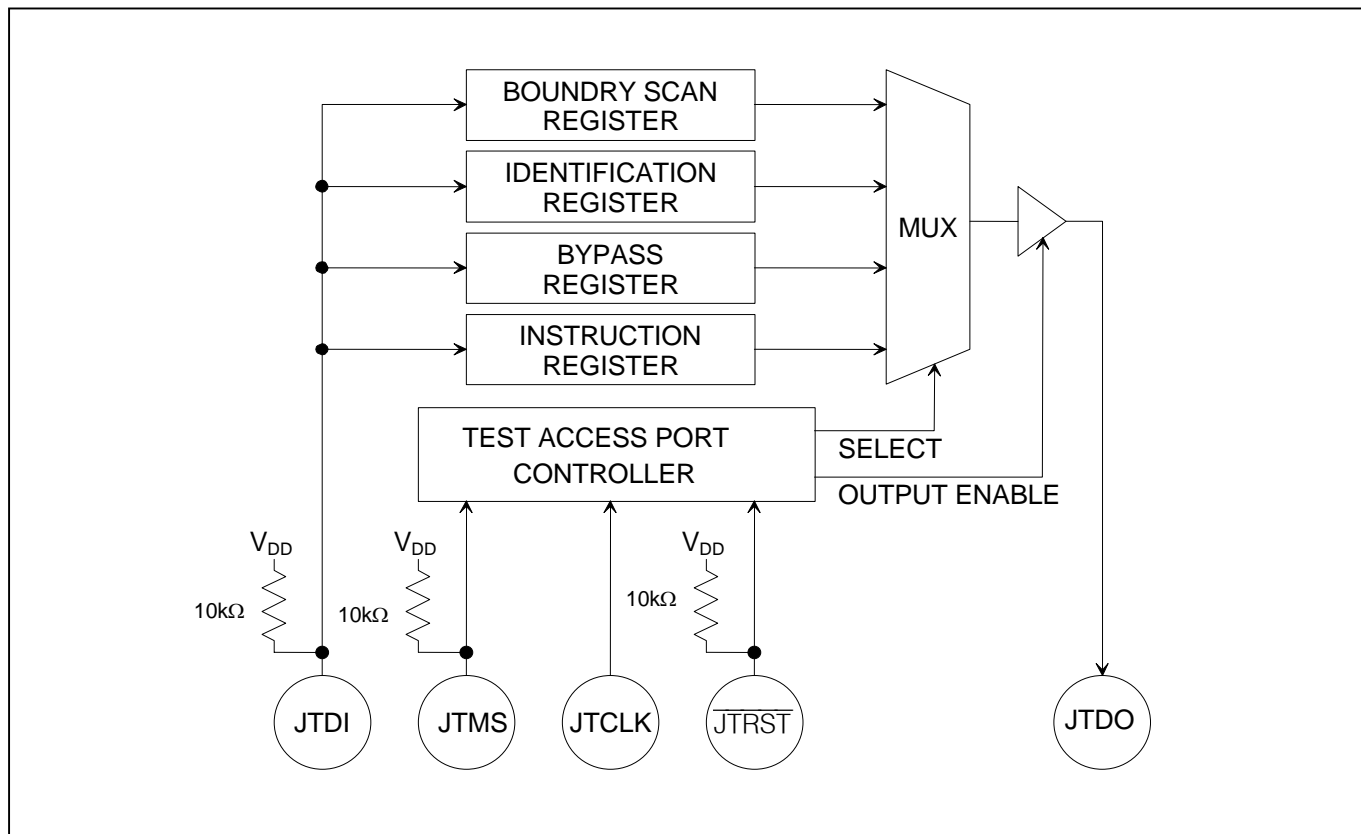 BOUNDRY SCAN
REGISTER
IDENTIFICATION
REGISTER
BYPASS
REGISTER
INSTRUCTION
REGISTER
MUX
TEST ACCESS PORT
CONTROLLER
SELECT
OUTPUT ENABLE
VDD
VDD
VDD
10kΩ
10kΩ
10kΩ
JTDI
JTMS
JTCLK
JTRST
JTDO